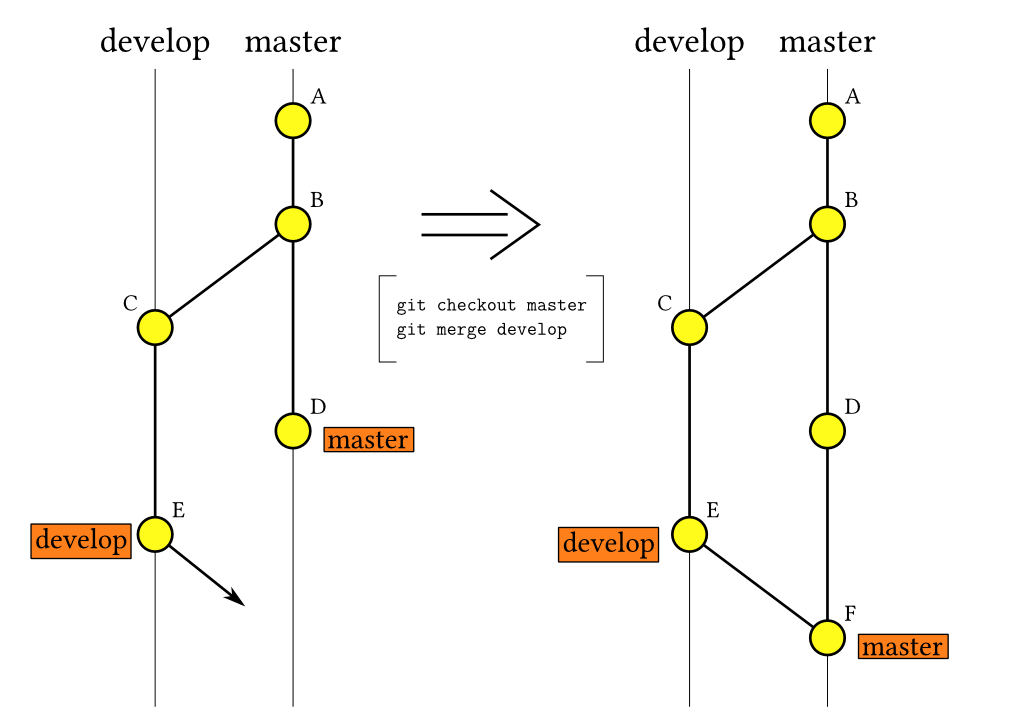 develop master
A
B
C
D
master
E
develop
git checkout master
git merge develop
develop master
A
B
C
D
E
develop
F
master